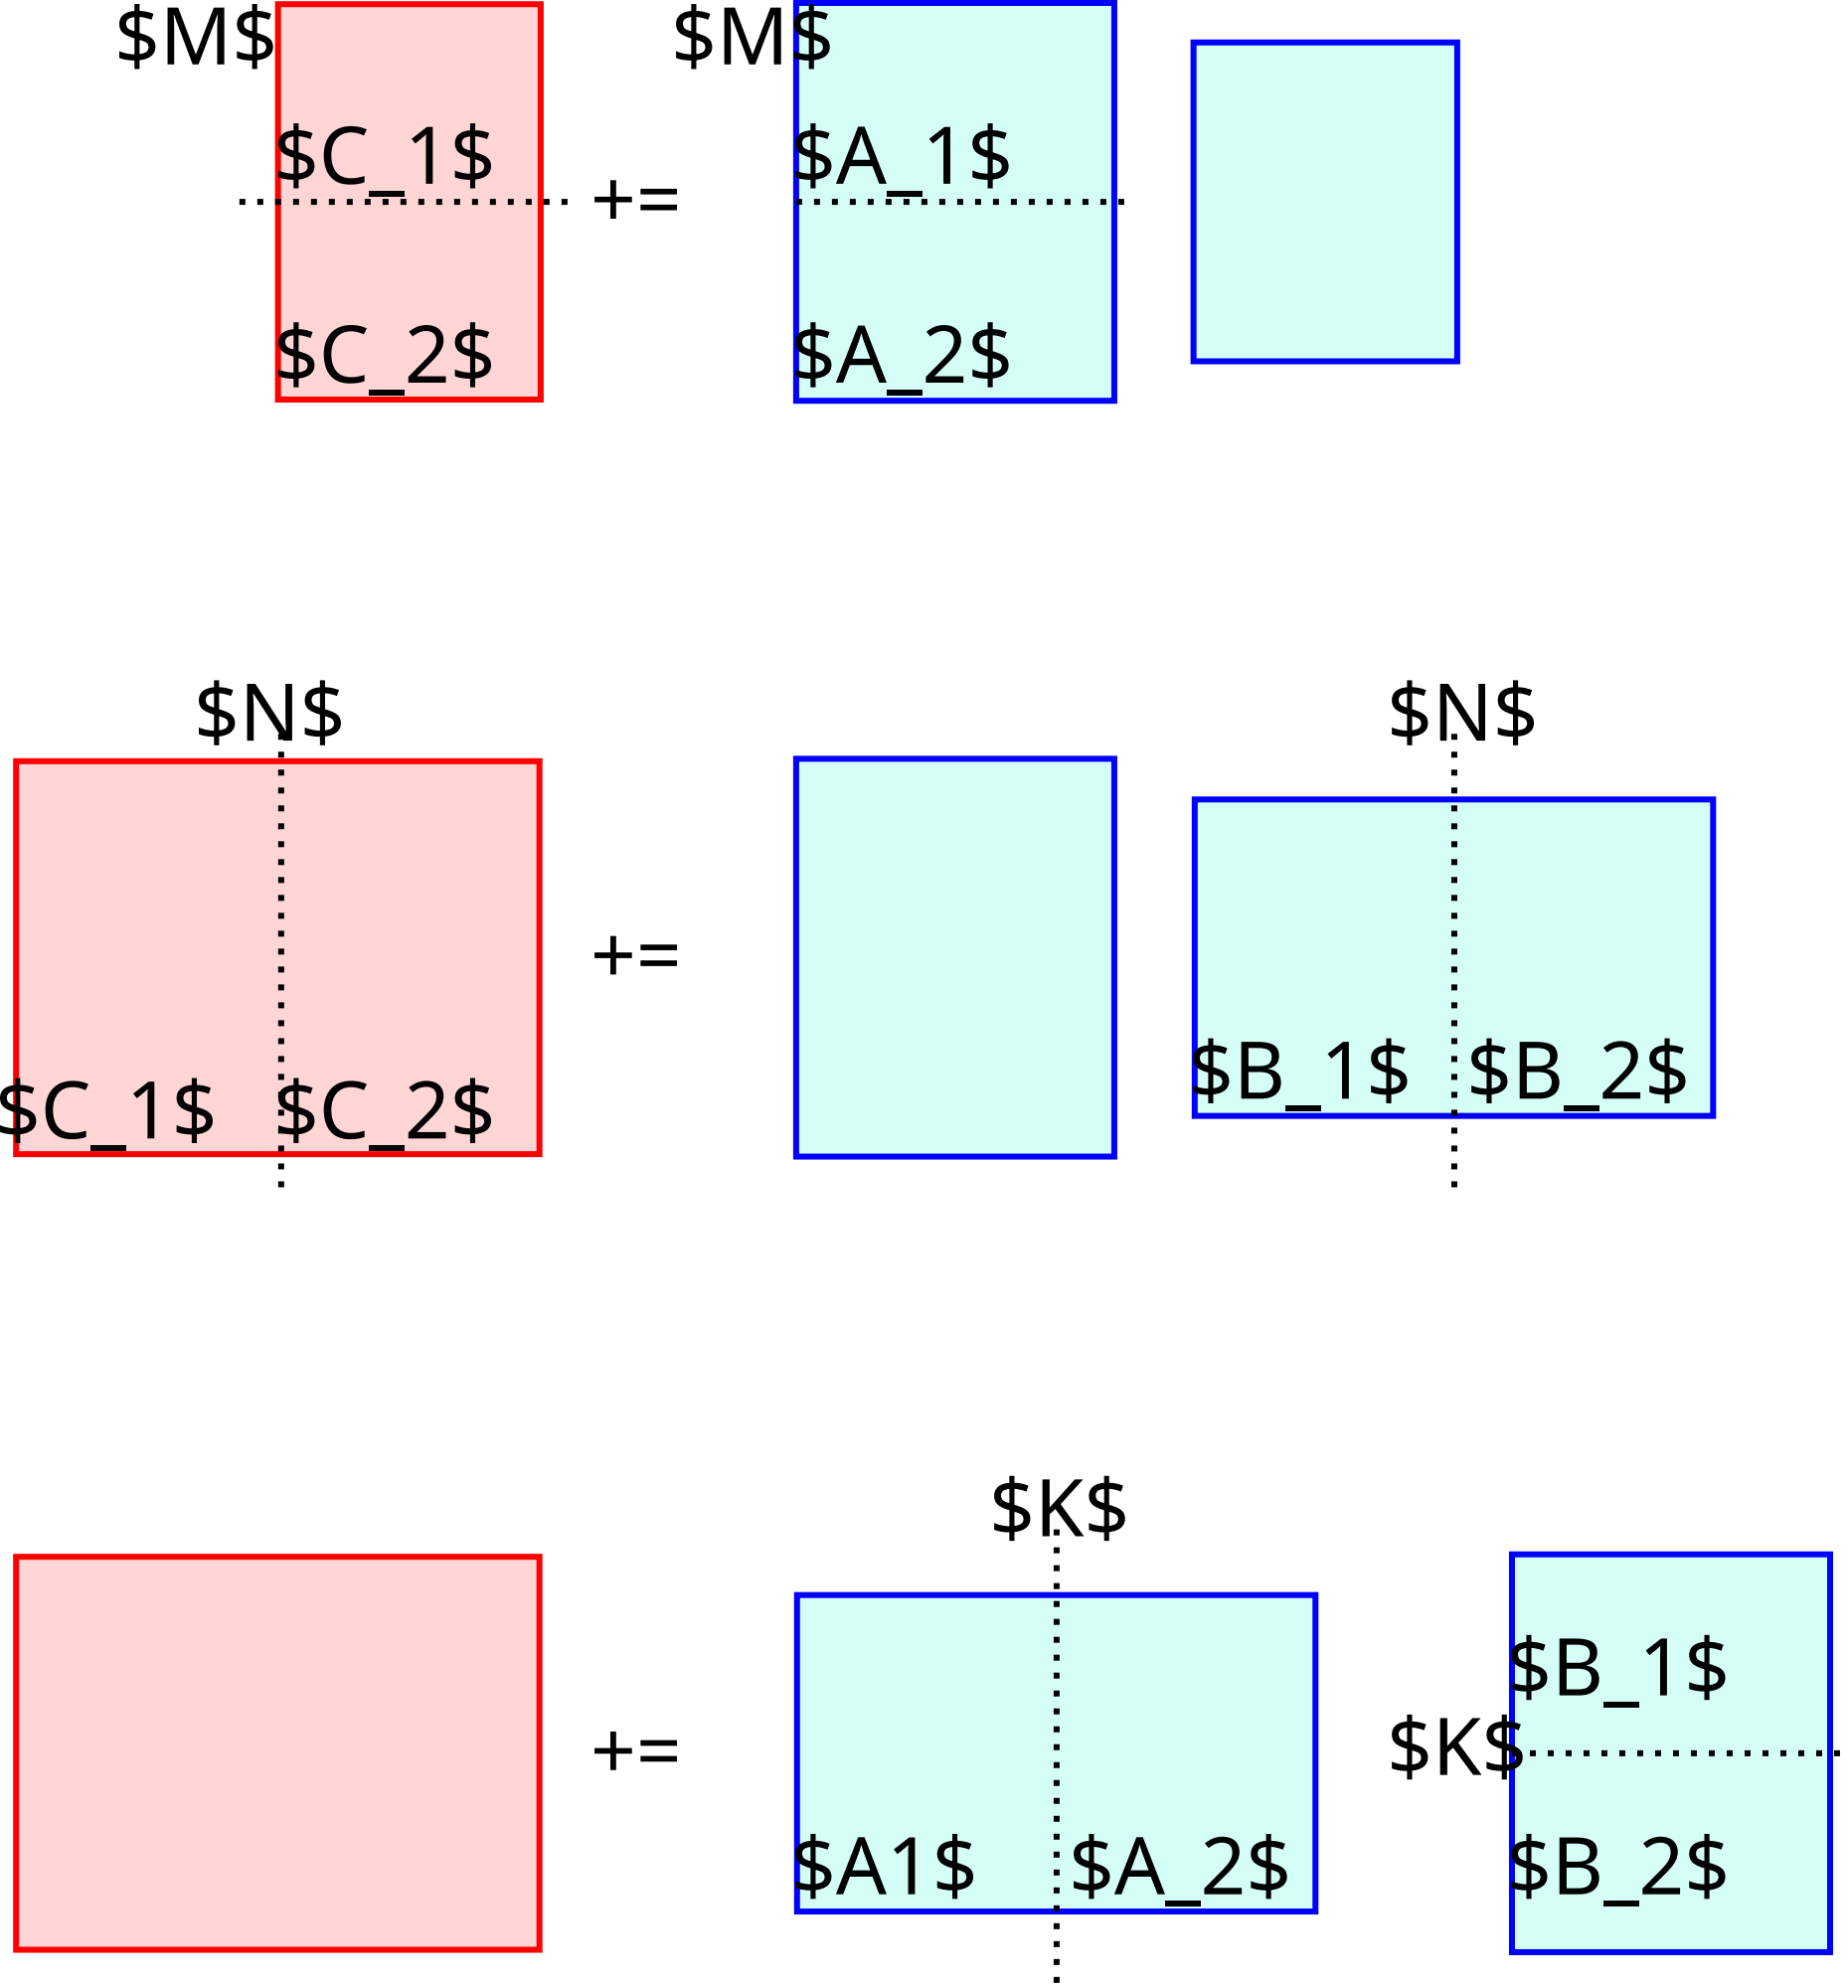 $M$ $M$
$C_1$ $A_1$
+=
$C_2$ $A_2$
$N$ $N$
+=
$C_1$ $C_2$ $B_1$ $B_2$
$K$
$B_1$
+= $K$
$A1$ $A_2$ $B_2$